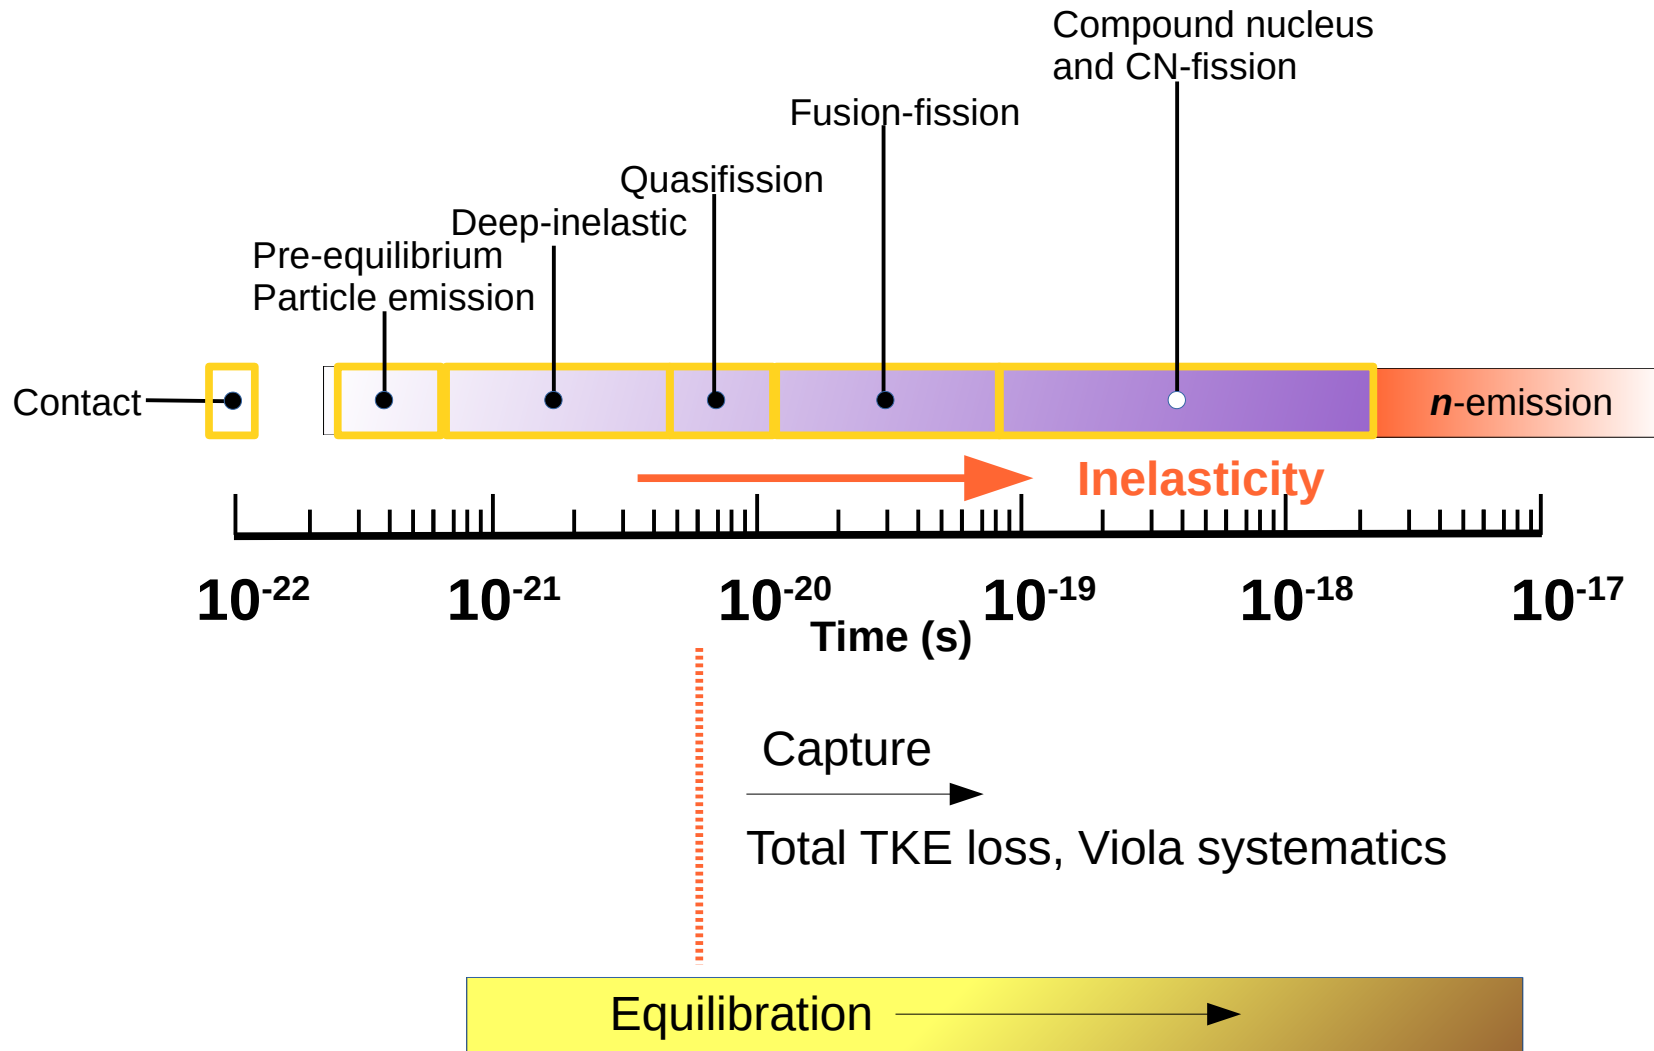 Compound nucleus
and CN-fission
Fusion-fission
Quasifission
Deep-inelastic
Pre-equilibrium
Particle emission
Contact
n-emission
Inelasticity
10-22 10-21 10-20 10-19 10-18 10-17
Time (s)
Capture
Total TKE loss, Viola systematics
Equilibration